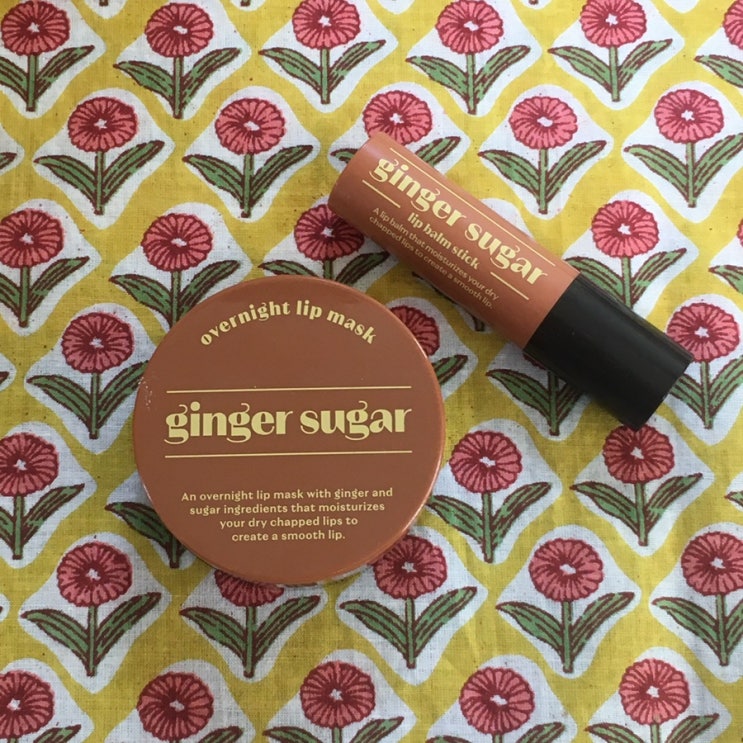 ginger sugar
lip balm stick
A lip balm that moisturizes your dry
chapped lips to create a smooth lip.
overnight lip mask
ginger sugar
An overnight lip mask with ginger and
sugar ingredients that moisturizes
your dry chapped lips to
create a smooth lip.